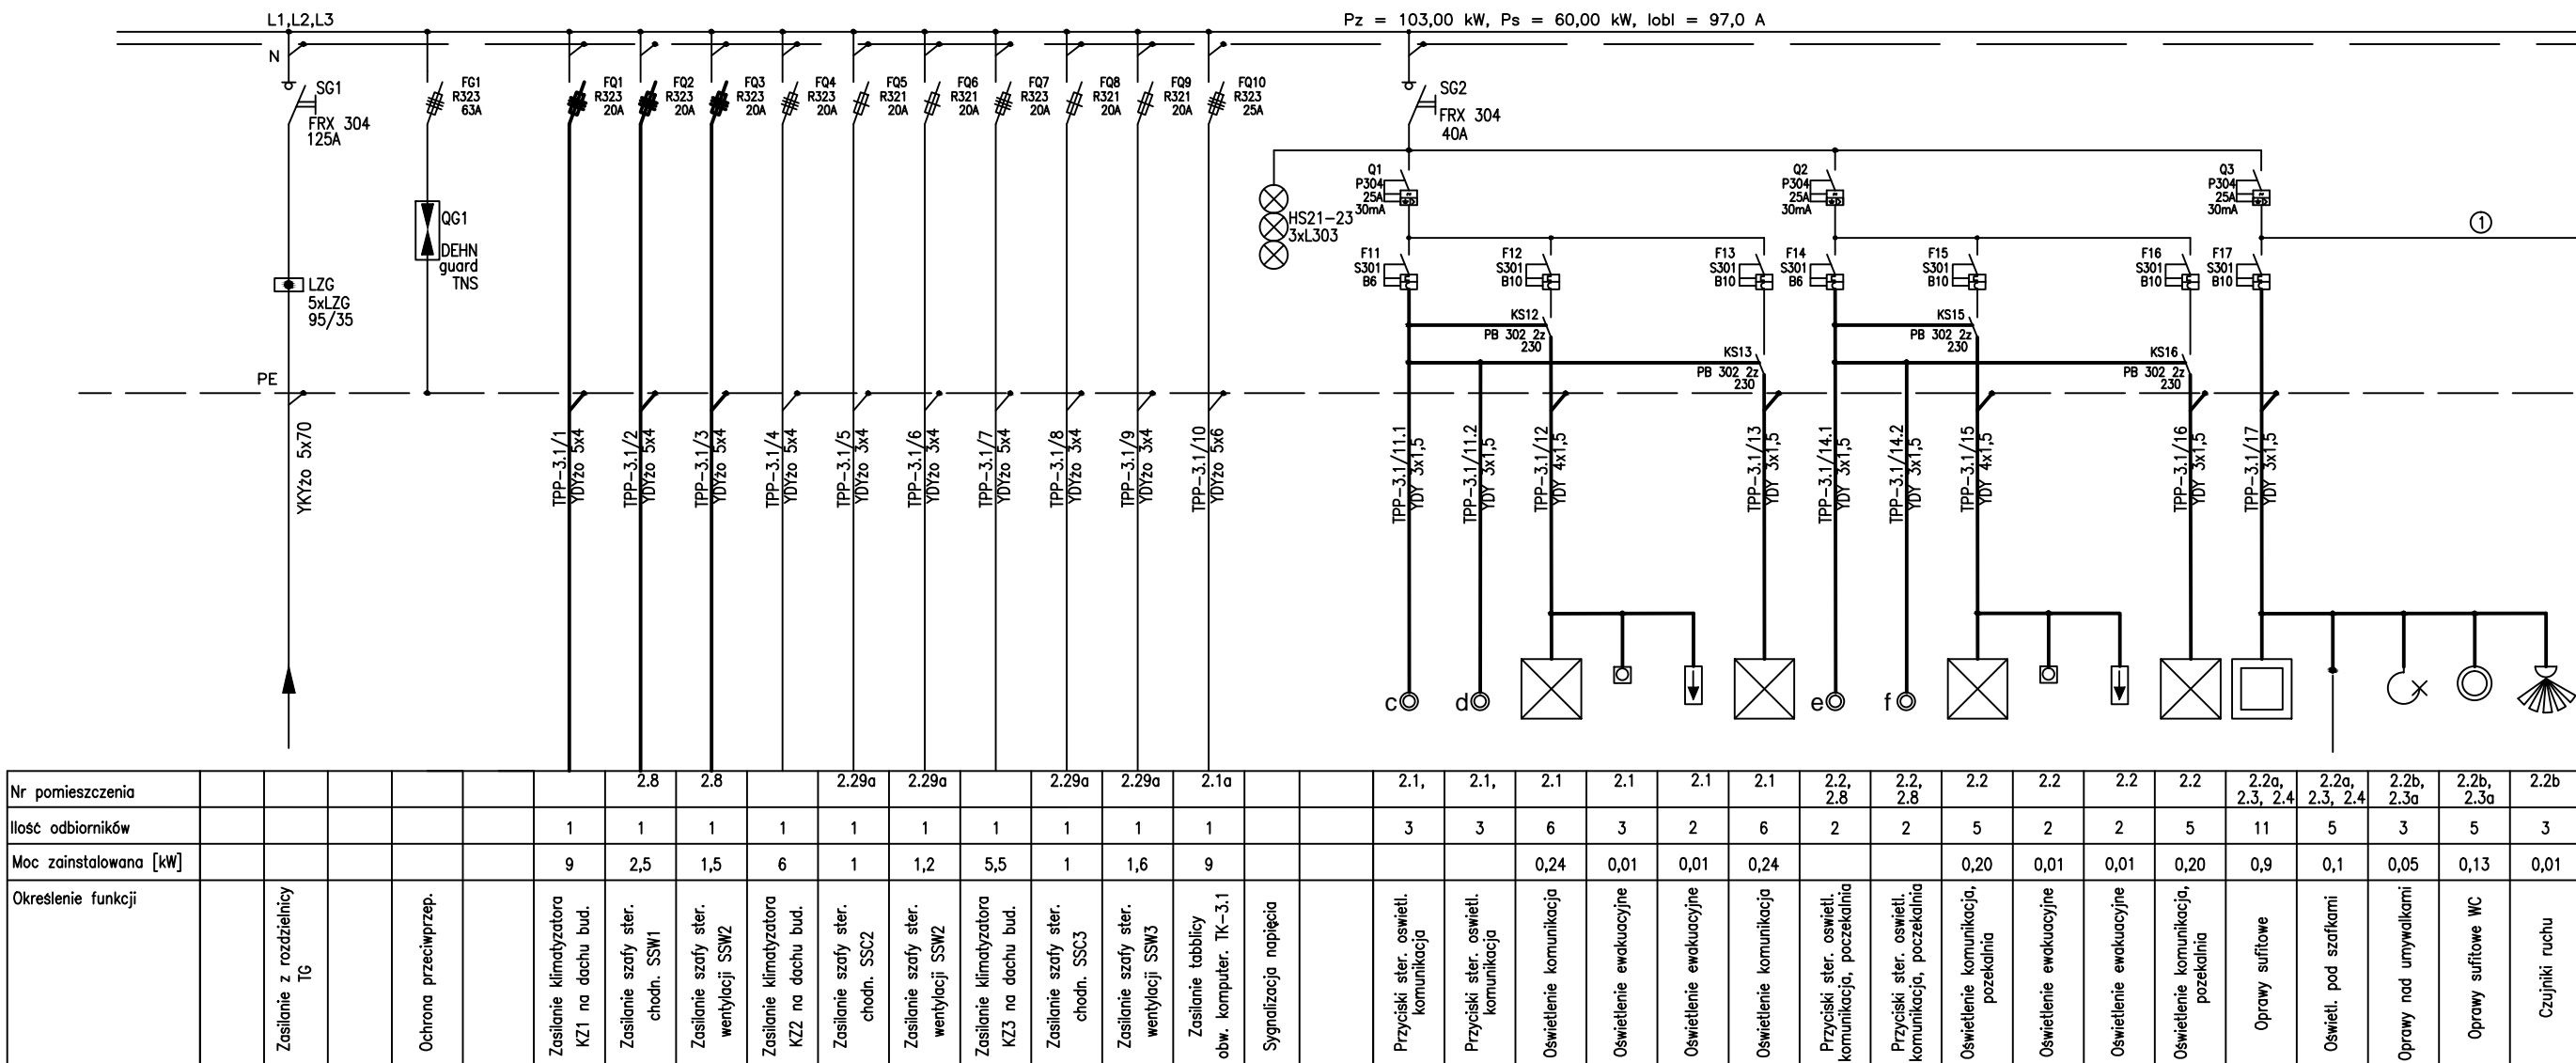 L1,L2,L3
Pz = 103,00 kW, Ps = 60,00 kW, Iobl = 97,0 A
N
SG1
FRX 304
125A
LZG
5xLZG
95/35
PE
YKYżo 5x70
FG1
R323
63A
QG1
DEHN
guard
TNS
FQ1
R323
20A
FQ2
R323
20A
FQ3
R323
20A
FQ4
R323
20A
FQ5
R321
20A
FQ6
R321
20A
FQ7
R323
20A
FQ8
R321
20A
FQ9
R321
20A
FQ10
R323
25A
TPP-3.1/1
YDYżo 5x4
TPP-3.1/2
YDYżo 5x4
TPP-3.1/3
YDYżo 5x4
TPP-3.1/4
YDYżo 5x4
TPP-3.1/5
YDYżo 3x4
TPP-3.1/6
YDYżo 3x4
TPP-3.1/7
YDYżo 5x4
TPP-3.1/8
YDYżo 3x4
TPP-3.1/9
YDYżo 3x4
TPP-3.1/10
YDYżo 5x6
SG2
FRX 304
40A
HS21-23
3xL303
Q1
P304
25A
30mA
Q2
P304
25A
30mA
Q3
P304
25A
30mA
1
F11
S301
B6
F12
S301
B10
F13
S301
B10
F14
S301
B6
F15
S301
B10
F16
S301
B10
F17
S301
B10
KS12
PB 302 2z
230
KS13
PB 302 2z
230
KS15
PB 302 2z
230
KS16
PB 302 2z
230
TPP-3.1/11.1
YDY 3x1,5
TPP-3.1/11.2
YDY 3x1,5
TPP-3.1/12
YDY 4x1,5
TPP-3.1/13
YDY 3x1,5
TPP-3.1/14.1
YDY 3x1,5
TPP-3.1/14.2
YDY 3x1,5
TPP-3.1/15
YDY 4x1,5
TPP-3.1/16
YDY 3x1,5
TPP-3.1/17
YDY 3x1,5
c
d
e
f
Nr pomieszczenia 2.8 2.8 2.29a 2.29a 2.29a 2.29a 2.1a 2.1, 2.1, 2.1 2.1 2.1 2.1 2.2, 2.8 2.2, 2.8 2.2 2.2 2.2 2.2 2.2a, 2.3, 2.4 2.2a, 2.3, 2.4 2.2b, 2.3a 2.2b, 2.3a 2.2b
Ilość odbiorników 1 1 1 1 1 1 1 1 1 1 3 3 6 3 2 6 2 2 5 2 2 5 11 5 3 5 3
Moc zainstalowana [kW] 9 2,5 1,5 6 1 1,2 5,5 1 1,6 9 0,24 0,01 0,01 0,24 0,20 0,01 0,01 0,20 0,9 0,1 0,05 0,13 0,01
Określenie funkcji
Zasilanie z rozdzielnicy
TG
Ochrona przeciwprzep.
Zasilanie klimatyzatora
KZ1 na dachu bud.
Zasilanie szafy ster.
chodn. SSW1
Zasilanie szafy ster.
wentylacji SSW2
Zasilanie klimatyzatora
KZ2 na dachu bud.
Zasilanie szafy ster.
chodn. SSC2
Zasilanie szafy ster.
wentylacji SSW2
Zasilanie klimatyzatora
KZ3 na dachu bud.
Zasilanie szafy ster.
chodn. SSC3
Zasilanie szafy ster.
wentylacji SSW3
Zasilanie tabblicy
obw. komputer. TK-3.1
Sygnalizacja napięcia
Przyciski ster. oswietl.
komunikacja
Przyciski ster. oswietl.
komunikacja
Oświetlenie komunikacja
Oświetlenie ewakuacyjne
Oświetlenie ewakuacyjne
Oświetlenie komunikacja
Przyciski ster. oswietl.
komunikacja, poczekalnia
Przyciski ster. oswietl.
komunikacja, poczekalnia
Oświetlenie komunikacja,
pozekalnia
Oświetlenie ewakuacyjne
Oświetlenie ewakuacyjne
Oświetlenie komunikacja,
pozekalnia
Oprawy sufitowe
Oświetl. pod szafkami
Oprawy nad umywalkami
Oprawy sufitowe WC
Czujniki ruchu